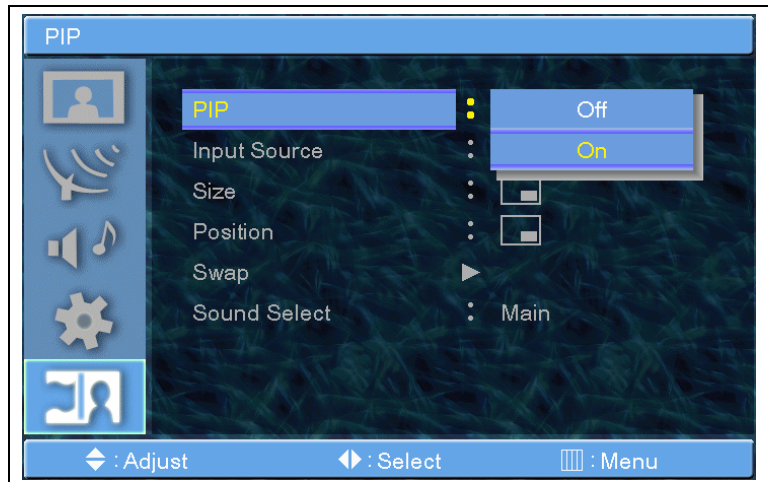 PIP
PIP : Off
Input Source : On
Size :
Position :
Swap
Sound Select : Main
: Adjust : Select : Menu